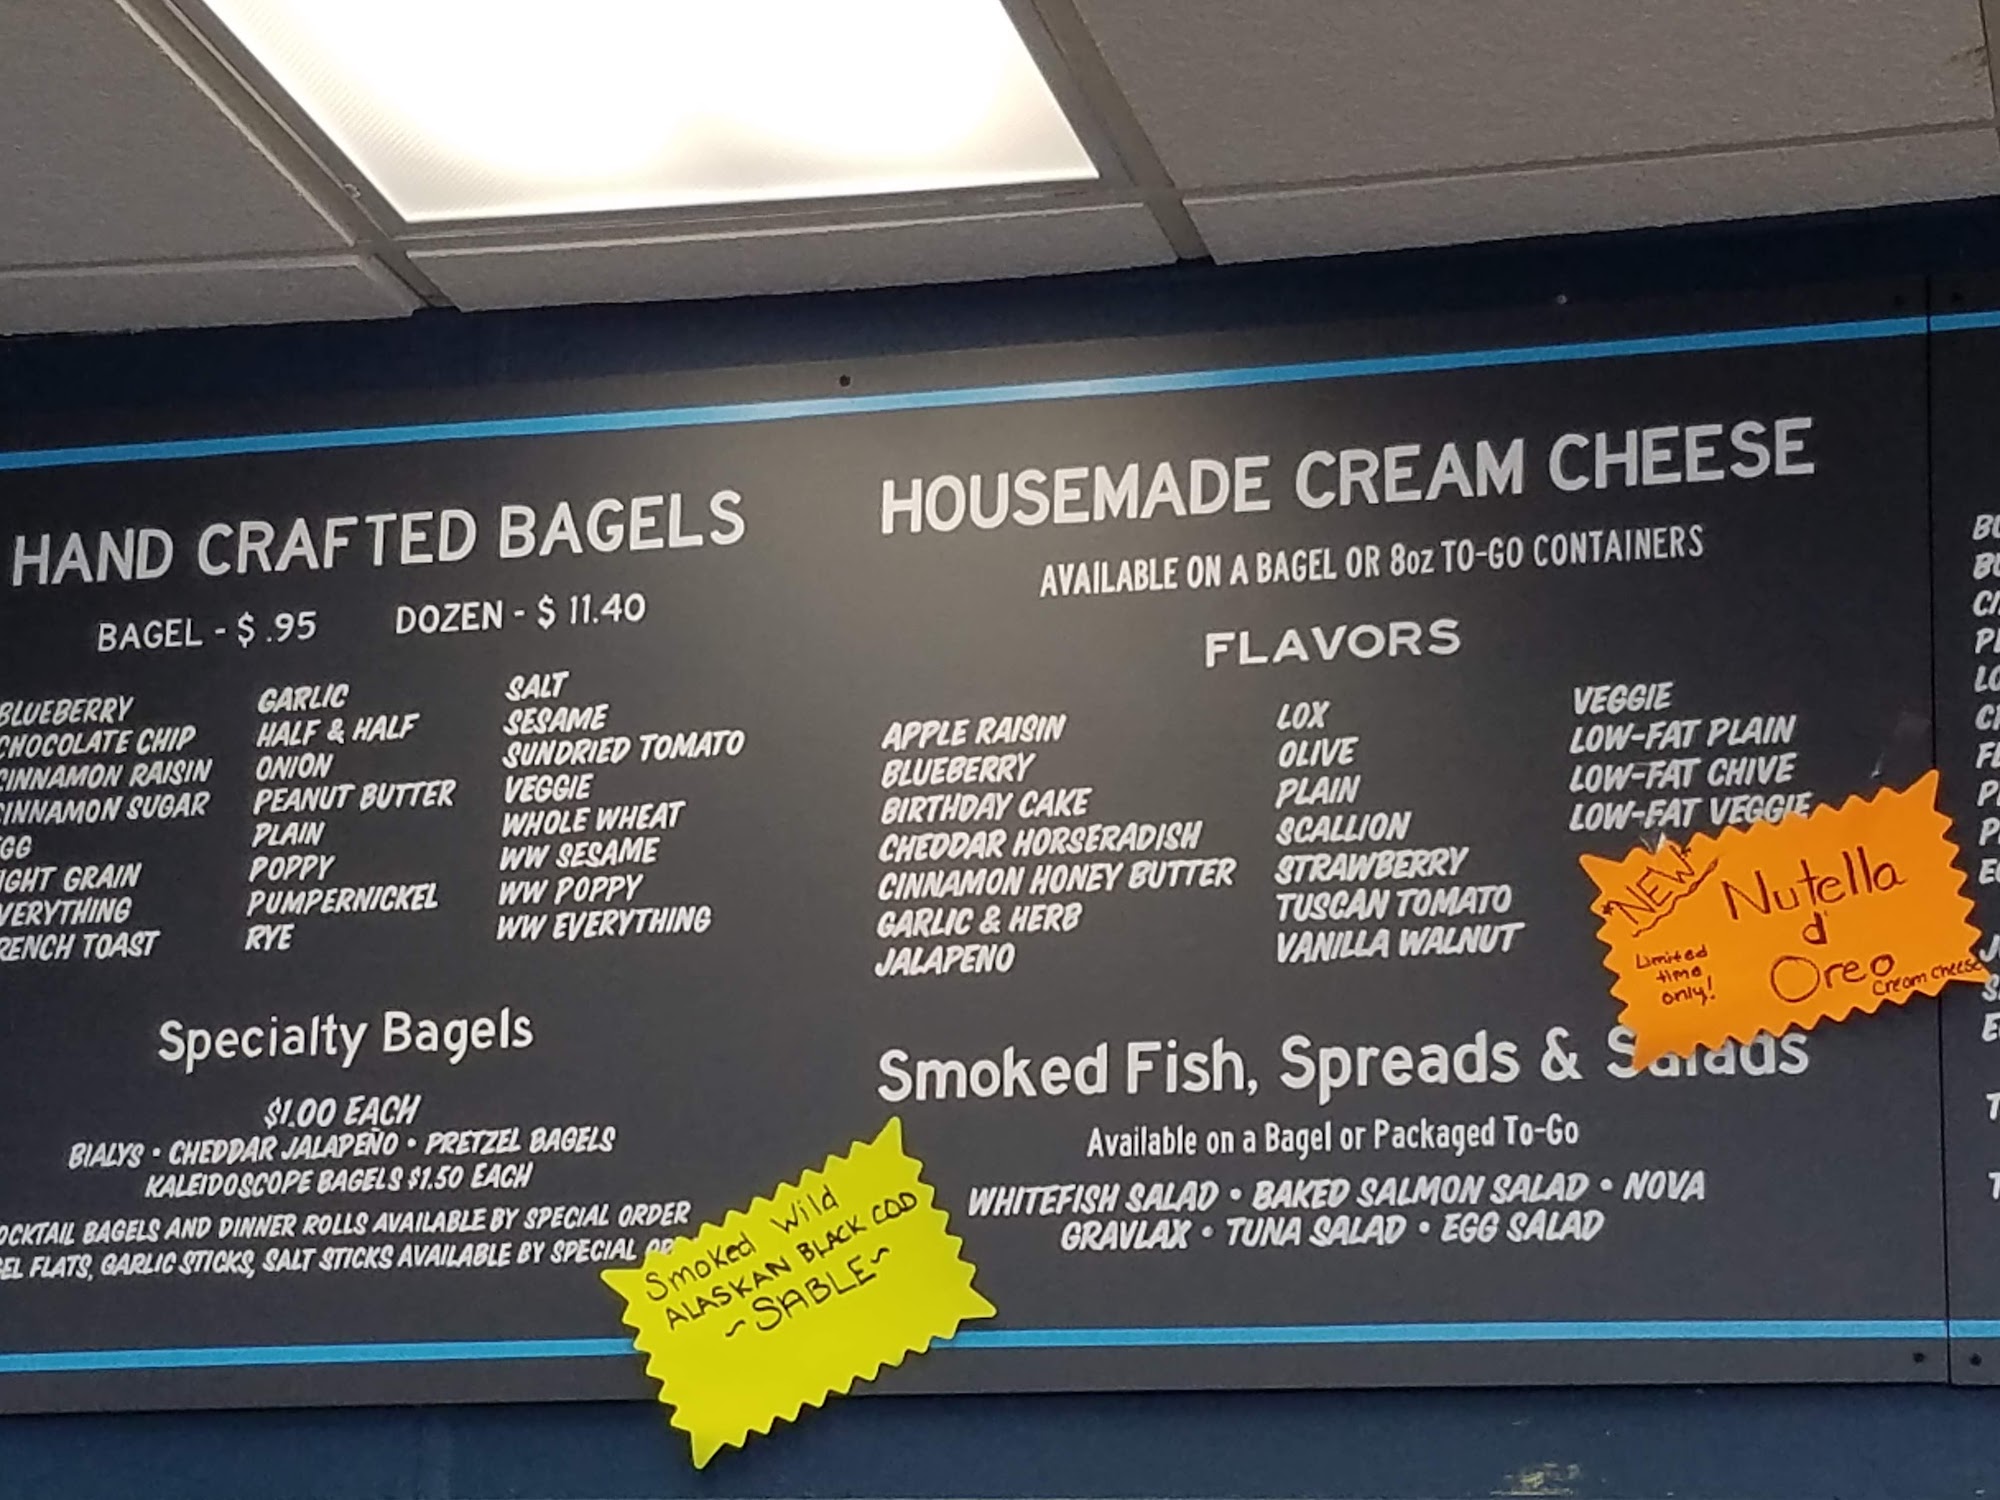 HAND CRAFTED BAGELS
BAGEL - $ .95 DOZEN - $ 11.40
BLUEBERRY
CHOCOLATE CHIP
CINNAMON RAISIN
CINNAMON SUGAR
GG
IGHT GRAIN
VERYTHING
RENCH TOAST
GARLIC
HALF & HALF
ONION
PEANUT BUTTER
PLAIN
POPPY
PUMPERNICKEL
RYE
SALT
SESAME
SUNDRIED TOMATO
VEGGIE
WHOLE WHEAT
WW SESAME
WW POPPY
WW EVERYTHING
Specialty Bagels
$1.00 EACH
BIALYS • CHEDDAR JALAPEÑO • PRETZEL BAGELS
KALEIDOSCOPE BAGELS $1.50 EACH
OCKTAIL BAGELS AND DINNER ROLLS AVAILABLE BY SPECIAL ORDER
EL FLATS, GARLIC STICKS, SALT STICKS AVAILABLE BY SPECIAL OR
Smoked Wild
ALASKAN BLACK COD
~SABLE~
HOUSEMADE CREAM CHEESE
AVAILABLE ON A BAGEL OR 8oz TO-GO CONTAINERS
FLAVORS
APPLE RAISIN
BLUEBERRY
BIRTHDAY CAKE
CHEDDAR HORSERADISH
CINNAMON HONEY BUTTER
GARLIC & HERB
JALAPENO
LOX
OLIVE
PLAIN
SCALLION
STRAWBERRY
TUSCAN TOMATO
VANILLA WALNUT
VEGGIE
LOW-FAT PLAIN
LOW-FAT CHIVE
LOW-FAT VEGGIE
*NEW*
Limited
time
only!
Nutella
d'
Oreo
Cream Cheese
Smoked Fish, Spreads & Salads
Available on a Bagel or Packaged To-Go
WHITEFISH SALAD • BAKED SALMON SALAD • NOVA
GRAVLAX • TUNA SALAD • EGG SALAD